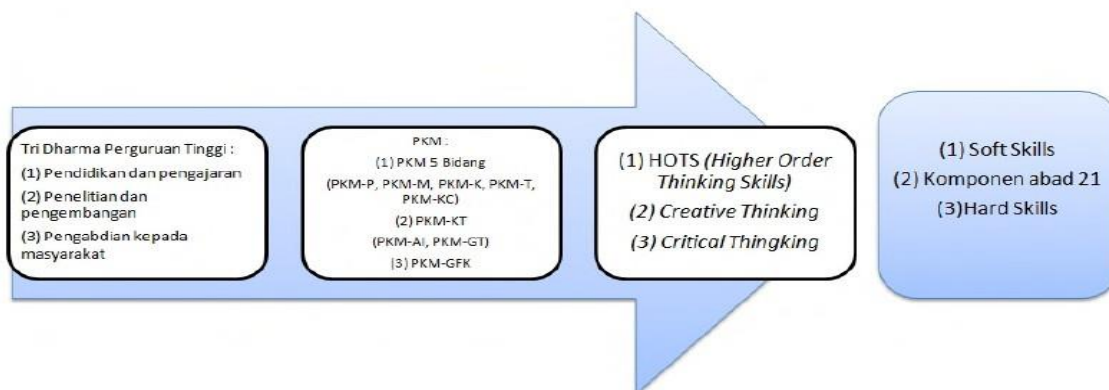 Tri Dharma Perguruan Tinggi :
(1) Pendidikan dan pengajaran
(2) Penelitian dan
pengembangan
(3) Pengabdian kepada
masyarakat
PKM :
(1) PKM 5 Bidang
(PKM-P, PKM-M, PKM-K, PKM-T,
PKM-KC)
(2) PKM-KT
(PKM-AI, PKM-GT)
(3) PKM-GFK
(1) HOTS (Higher Order
Thinking Skills)
(2) Creative Thinking
(3) Critical Thingking
(1) Soft Skills
(2) Komponen abad 21
(3)Hard Skills